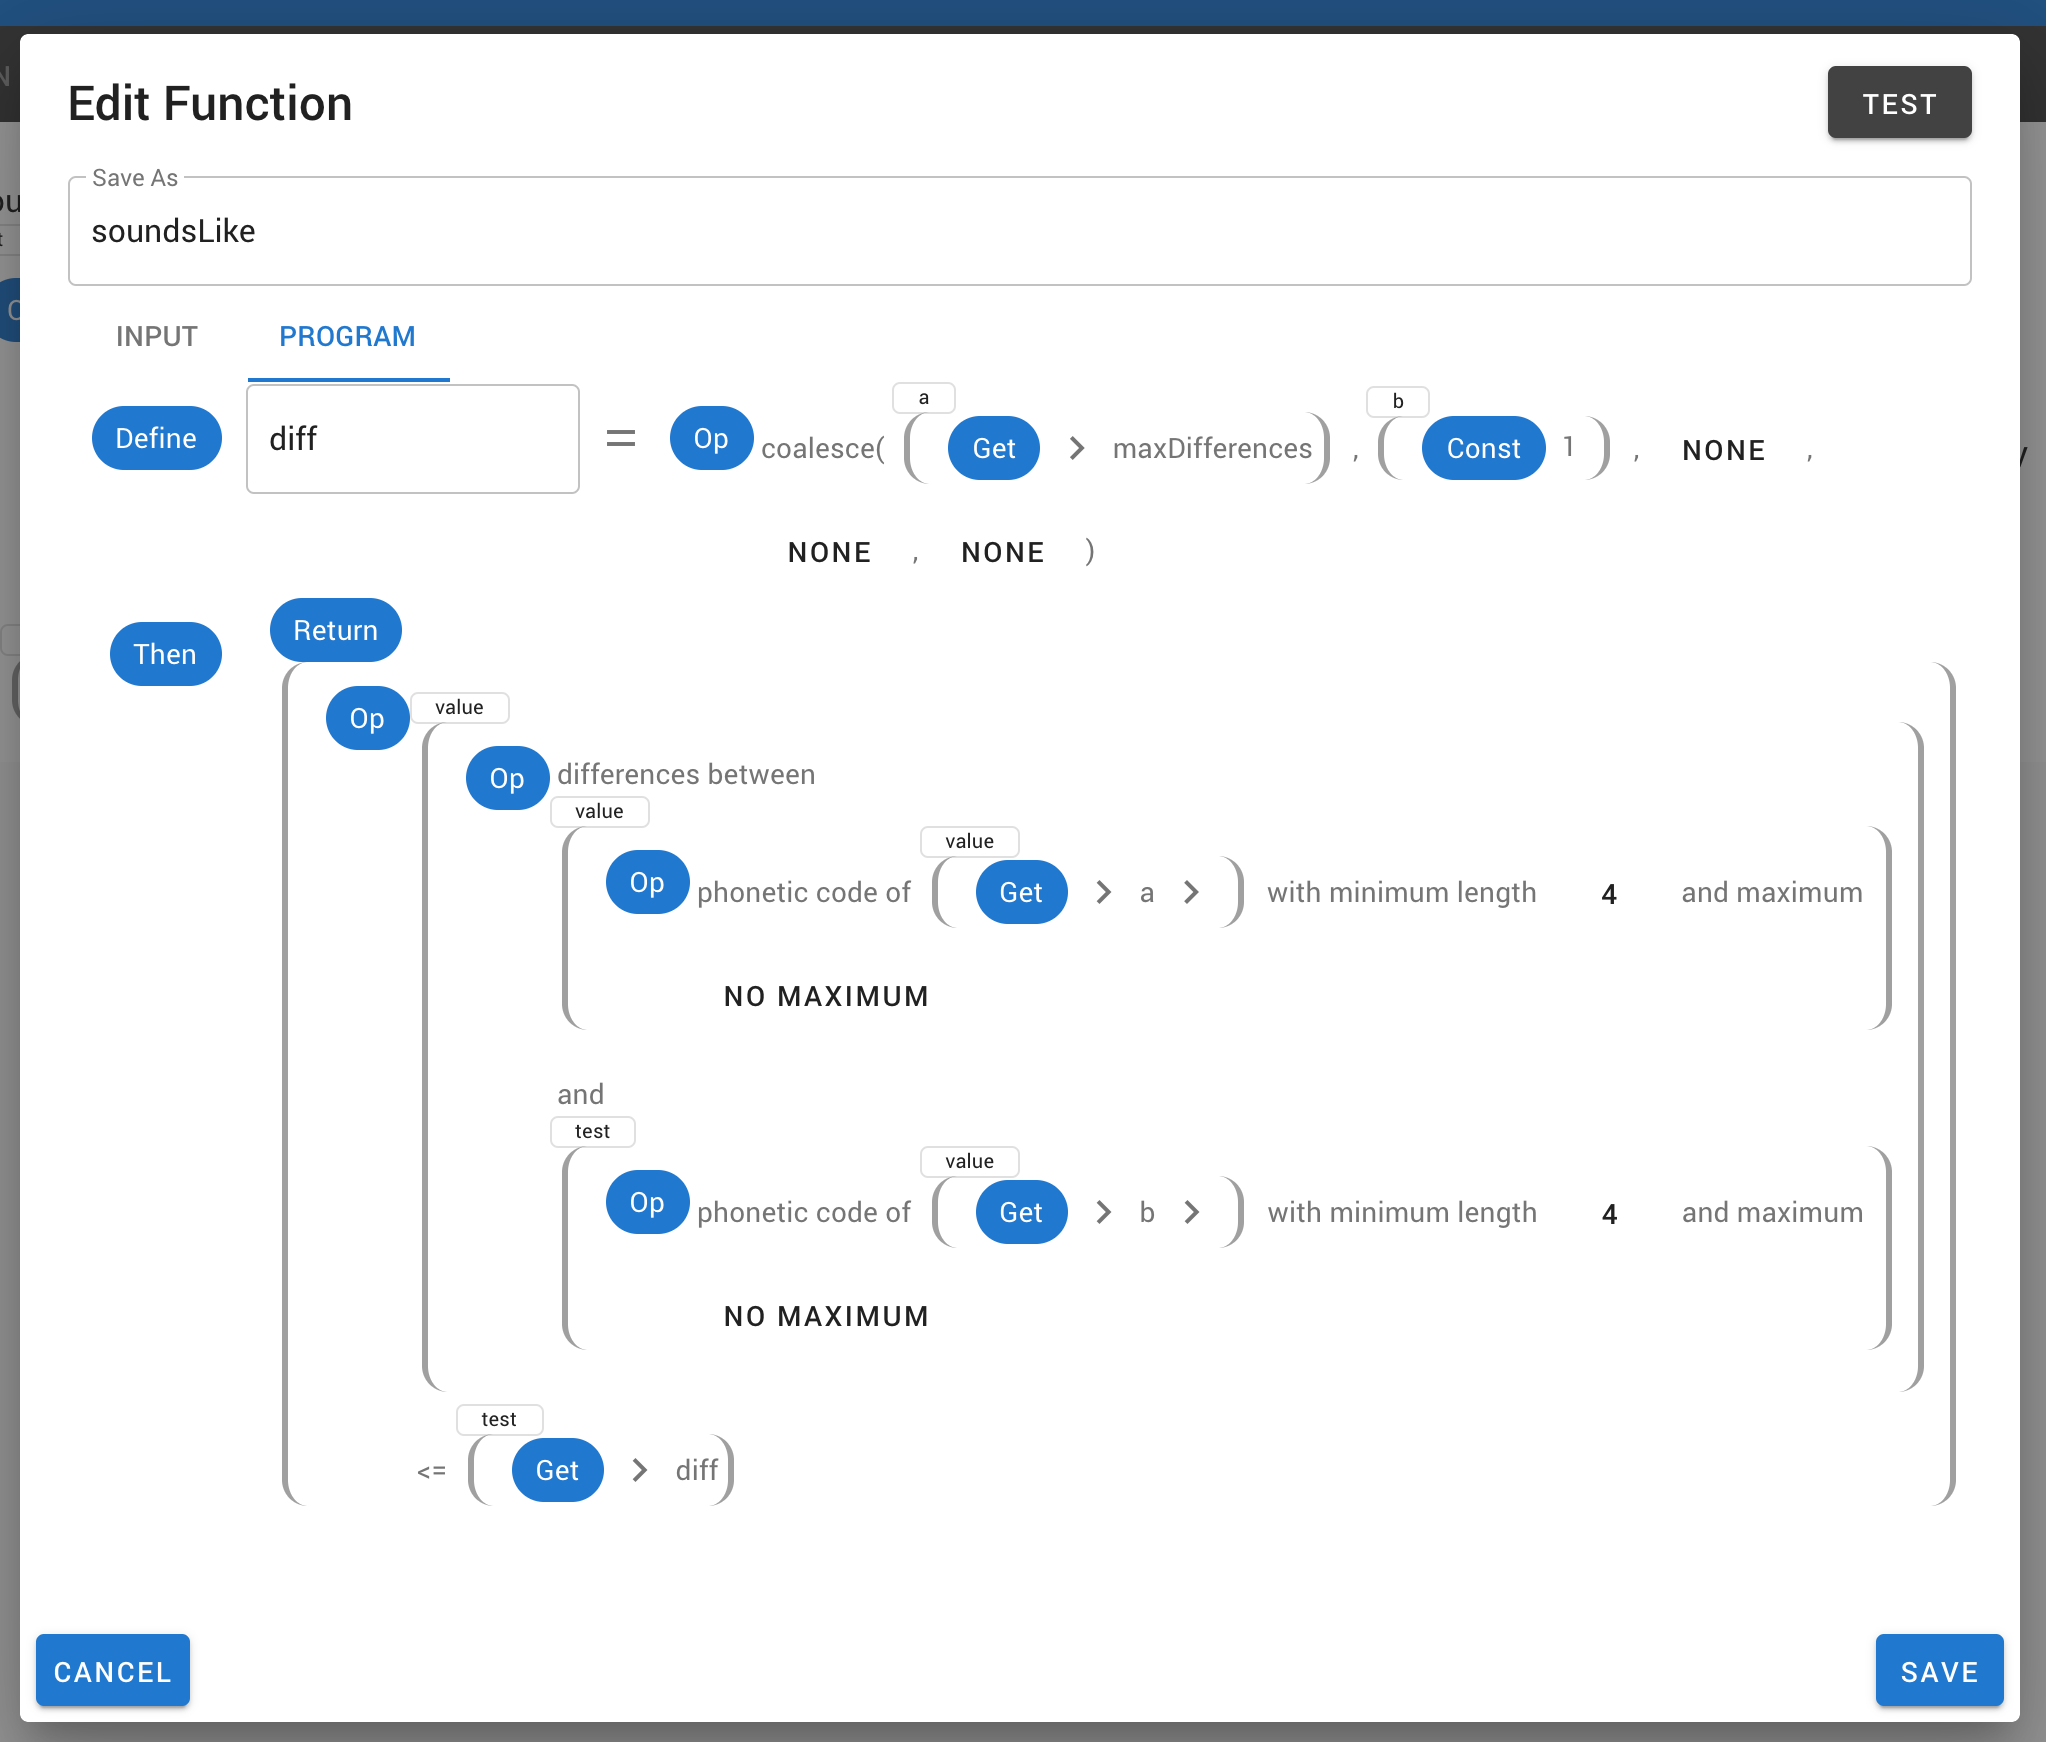 Edit Function
TEST
Save As
soundsLike
INPUT PROGRAM
a b
Define diff = Op coalesce( Get > maxDifferences , Const 1 , NONE ,
NONE , NONE )
Return
Then
Op value
Op differences between
value
value
Op phonetic code of Get > a > with minimum length 4 and maximum
NO MAXIMUM
and
test
value
Op phonetic code of Get > b > with minimum length 4 and maximum
NO MAXIMUM
test
<= Get > diff
CANCEL SAVE